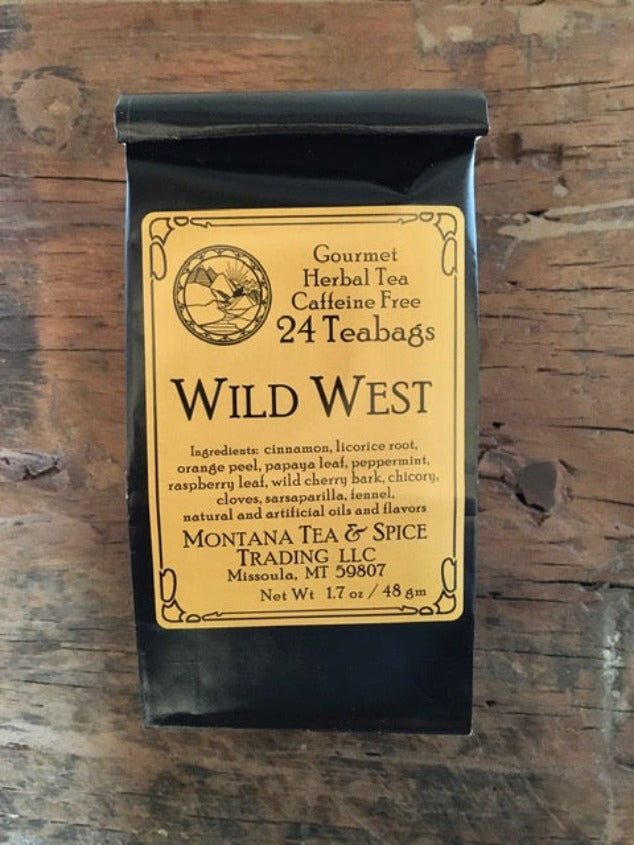 Gourmet
Herbal Tea
Caffeine Free
24 Teabags
WILD WEST
Ingredients: cinnamon, licorice root,
orange peel, papaya leaf, peppermint,
raspberry leaf, wild cherry bark, chicory,
cloves, sarsaparilla, fennel,
natural and artificial oils and flavors
MONTANA TEA & SPICE
TRADING LLC
Missoula, MT 59807
Net Wt 1.7 oz / 48 gm